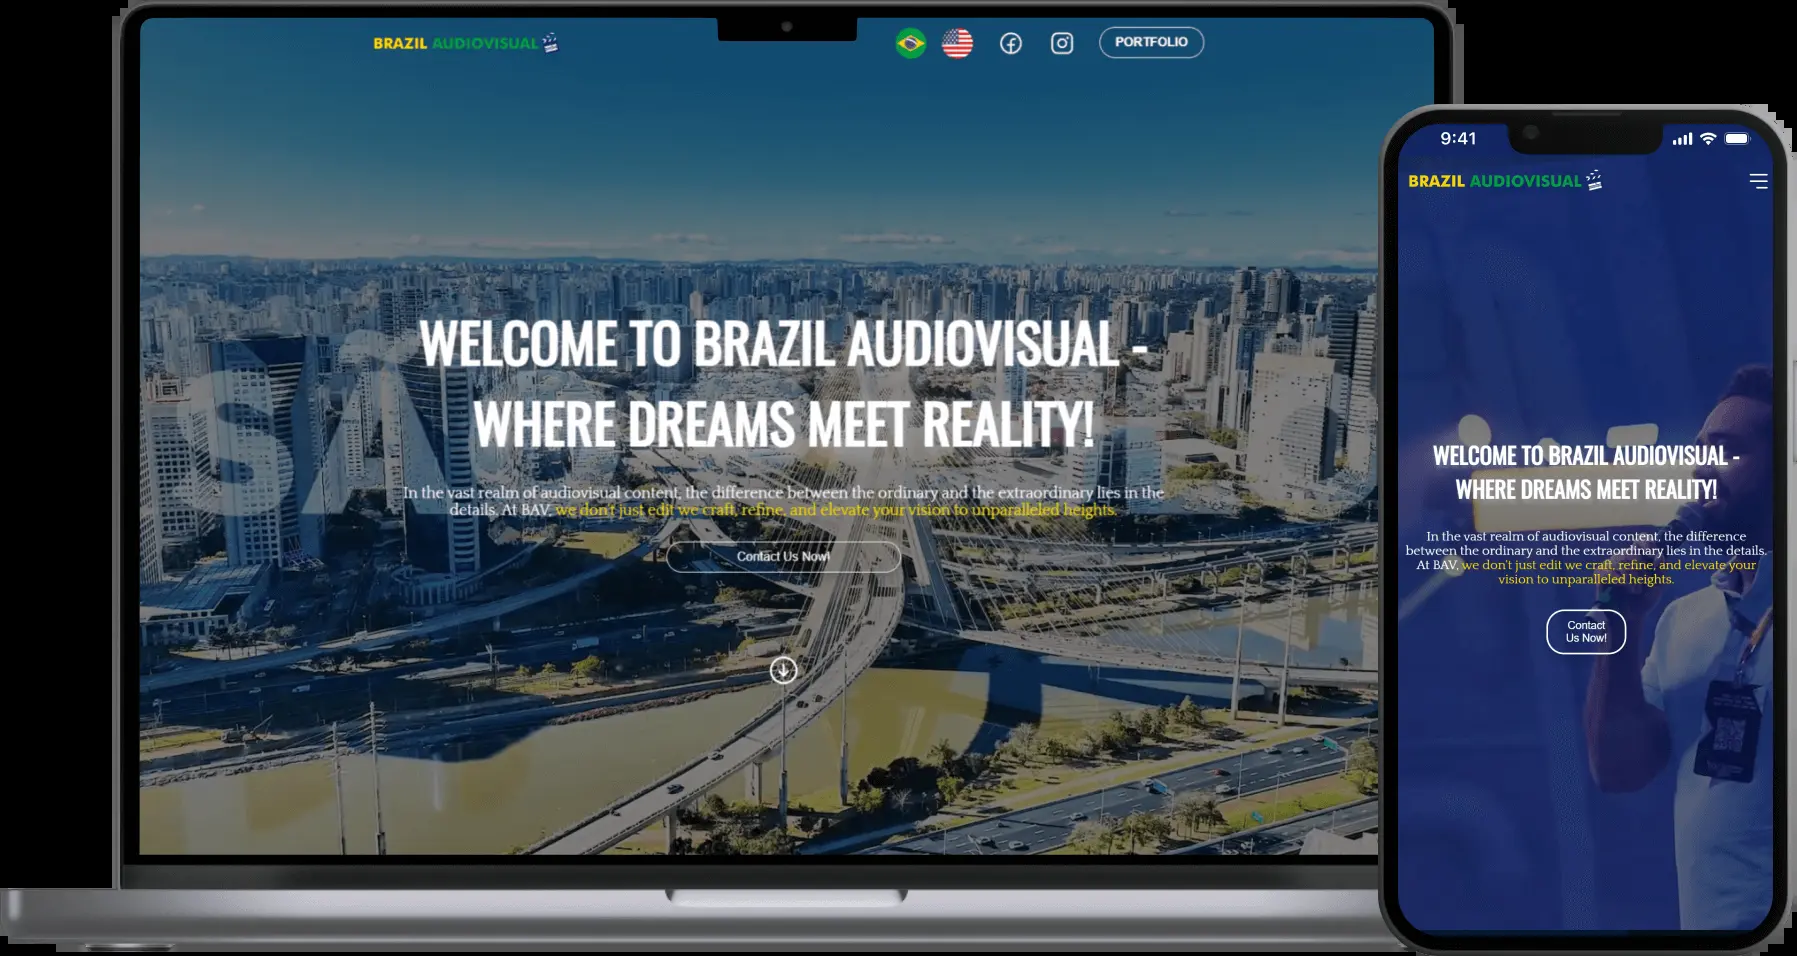 BRAZIL AUDIOVISUAL
PORTFOLIO
WELCOME TO BRAZIL AUDIOVISUAL -
WHERE DREAMS MEET REALITY!
In the vast realm of audiovisual content, the difference between the ordinary and the extraordinary lies in the
details. At BAV, we don't just edit we craft, refine, and elevate your vision to unparalleled heights.
Contact Us Now!
SÃ
9:41
BRAZIL AUDIOVISUAL
WELCOME TO BRAZIL AUDIOVISUAL -
WHERE DREAMS MEET REALITY!
In the vast realm of audiovisual content, the difference
between the ordinary and the extraordinary lies in the details.
At BAV, we don't just edit we craft, refine, and elevate your
vision to unparalleled heights.
Contact
Us Now!